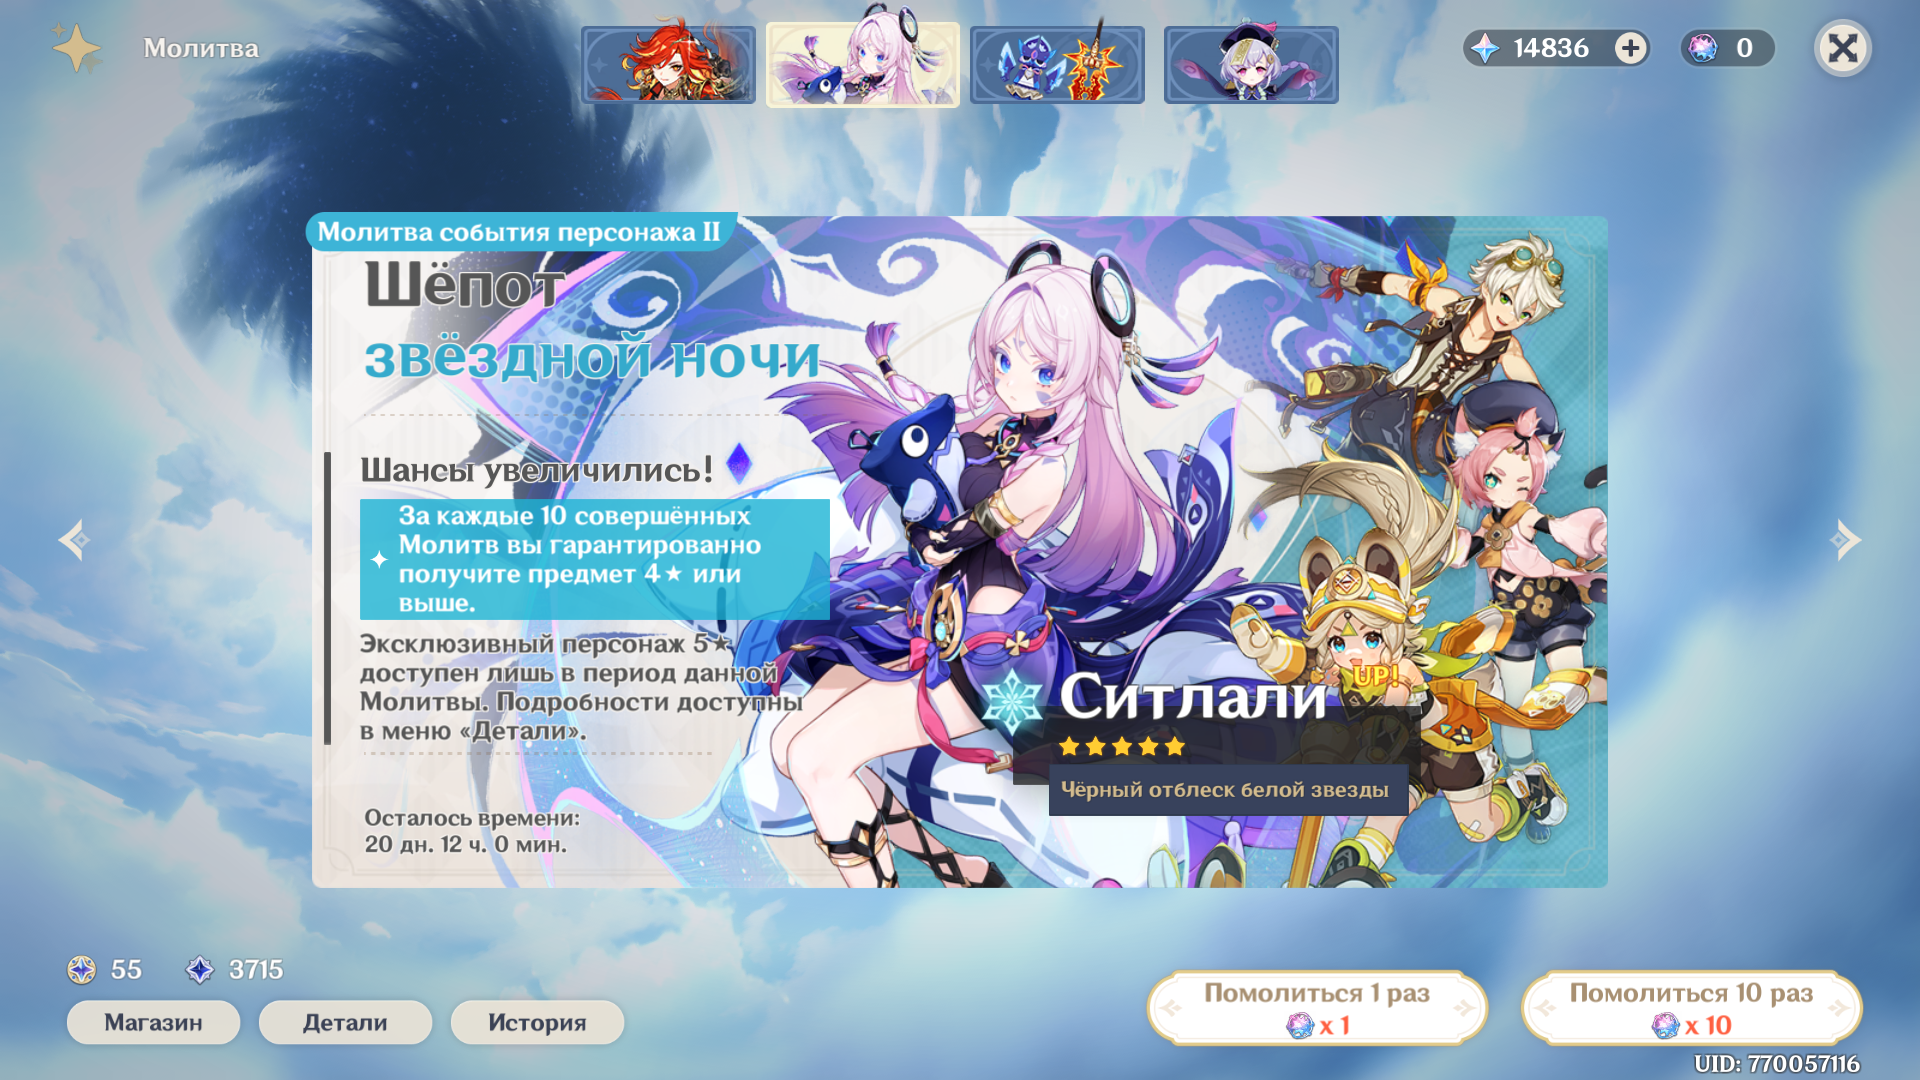 Молитва
14836
0
Молитва события персонажа II
Шёпот
звёздной ночи
Шансы увеличились!
За каждые 10 совершённых
Молитв вы гарантированно
получите предмет 4★ или
выше.
Эксклюзивный персонаж 5★
доступен лишь в период данной
Молитвы. Подробности доступны
в меню «Детали».
Осталось времени:
20 дн. 12 ч. 0 мин.
UP!
Ситлали
Чёрный отблеск белой звезды
55
3715
Магазин
Детали
История
Помолиться 1 раз
x 1
Помолиться 10 раз
x 10
UID: 770057116